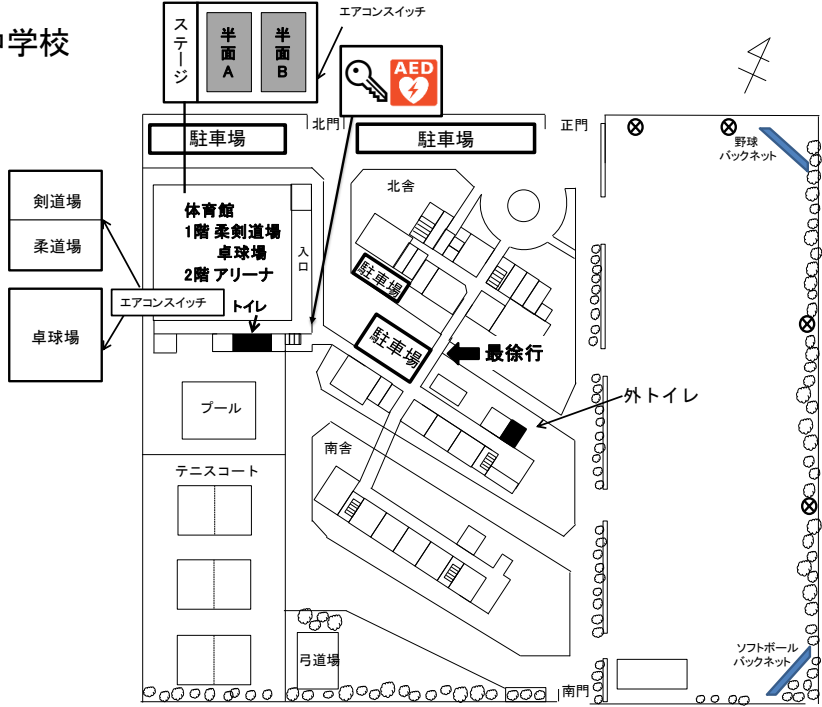 中学校
ステージ
半面A
半面B
エアコンスイッチ
AED
北門
正門
駐車場
駐車場
野球
バックネット
北舎
剣道場
柔道場
体育館
1階 柔剣道場
卓球場
2階 アリーナ
入口
駐車場
エアコンスイッチ
トイレ
卓球場
駐車場
最徐行
外トイレ
プール
南舎
テニスコート
弓道場
ソフトボール
バックネット
南門